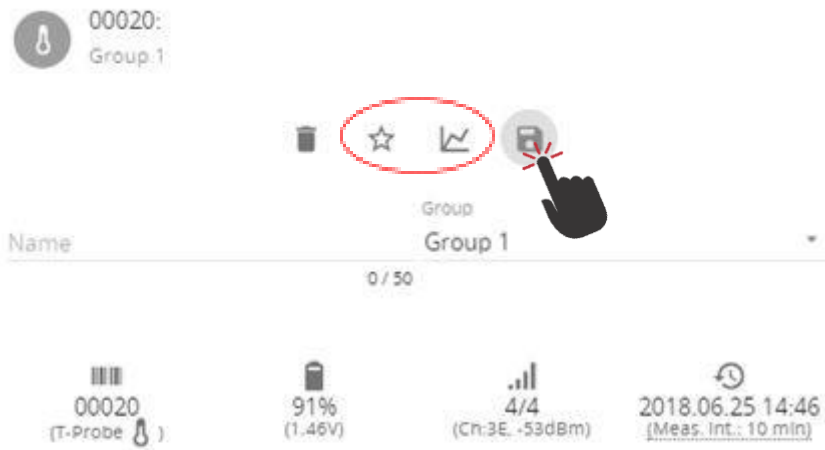 00020:
Group 1
Group
Name
Group 1
0 / 50
00020
91%
4/4
2018.06.25 14:46
(T-Probe )
(1.46V)
(Ch:3E, -53dBm)
(Meas. Int.: 10 min)